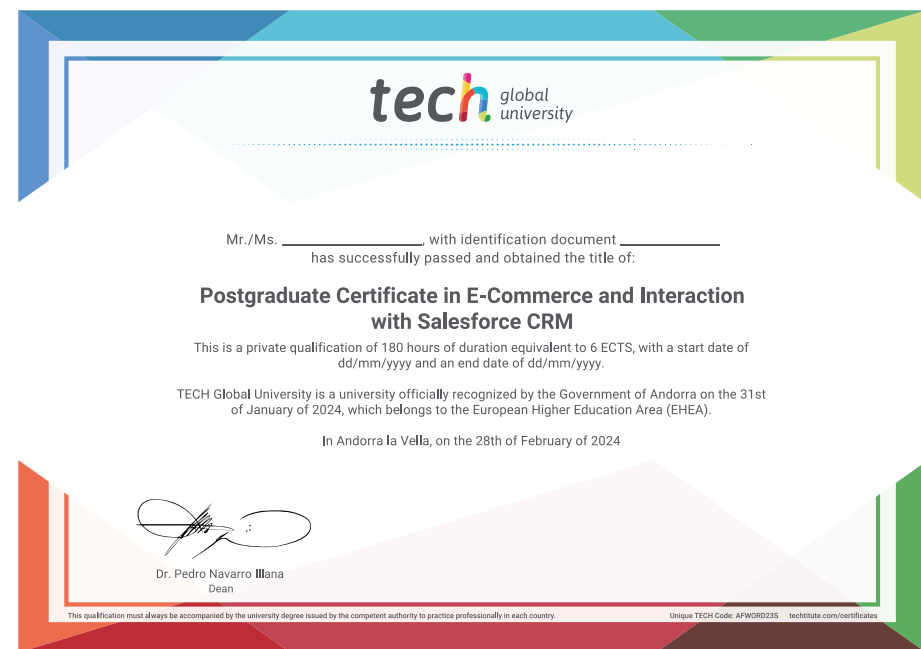 tech global
university
Mr./Ms. ____________________, with identification document ______________
has successfully passed and obtained the title of:
Postgraduate Certificate in E-Commerce and Interaction
with Salesforce CRM
This is a private qualification of 180 hours of duration equivalent to 6 ECTS, with a start date of
dd/mm/yyyy and an end date of dd/mm/yyyy.
TECH Global University is a university officially recognized by the Government of Andorra on the 31st
of January of 2024, which belongs to the European Higher Education Area (EHEA).
In Andorra la Vella, on the 28th of February of 2024
Dr. Pedro Navarro Illana
Dean
This qualification must always be accompanied by the university degree issued by the competent authority to practice professionally in each country.
Unique TECH Code: AFWORD23S techtitute.com/certificates